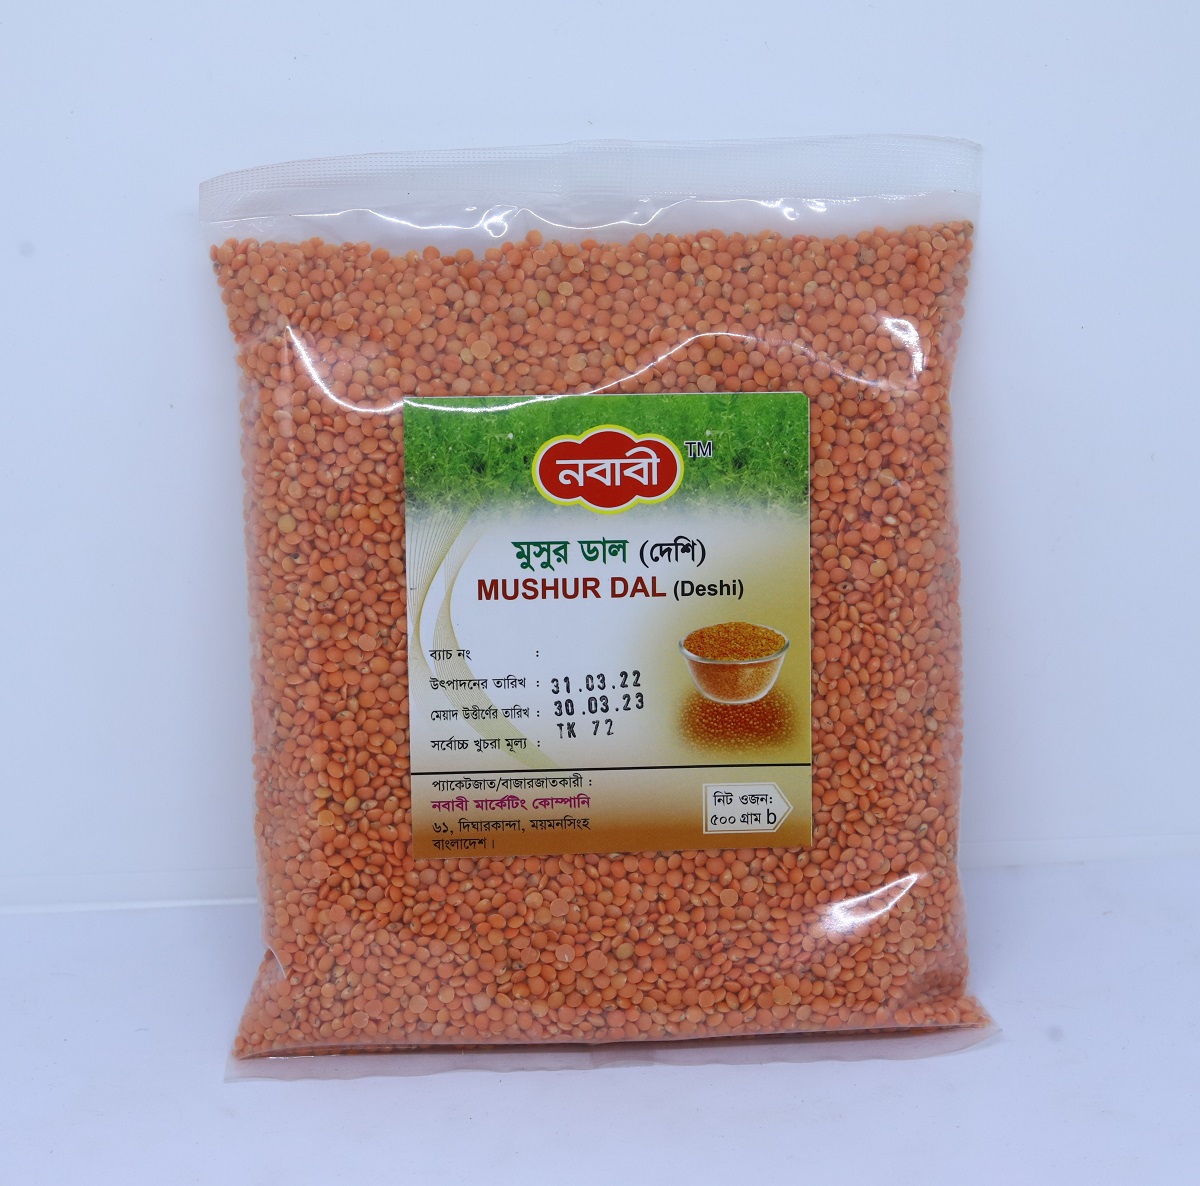 নবাবী TM
মুসুর ডাল (দেশি)
MUSHUR DAL (Deshi)
ব্যাচ নং :
উৎপাদনের তারিখ : 31.03.22
মেয়াদ উত্তীর্ণের তারিখ : 30.03.23
সর্বোচ্চ খুচরা মূল্য : TK 72
প্যাকেটজাত/বাজারজাতকারী :
নবাবী মার্কেটিং কোম্পানি
৬১, দিঘারকান্দা, ময়মনসিংহ
বাংলাদেশ।
নিট ওজন:
৫০০ গ্রাম b